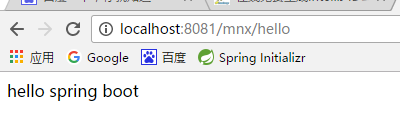 localhost:8081/mnx/hello
应用 Google 百度 Spring Initializr
hello spring boot